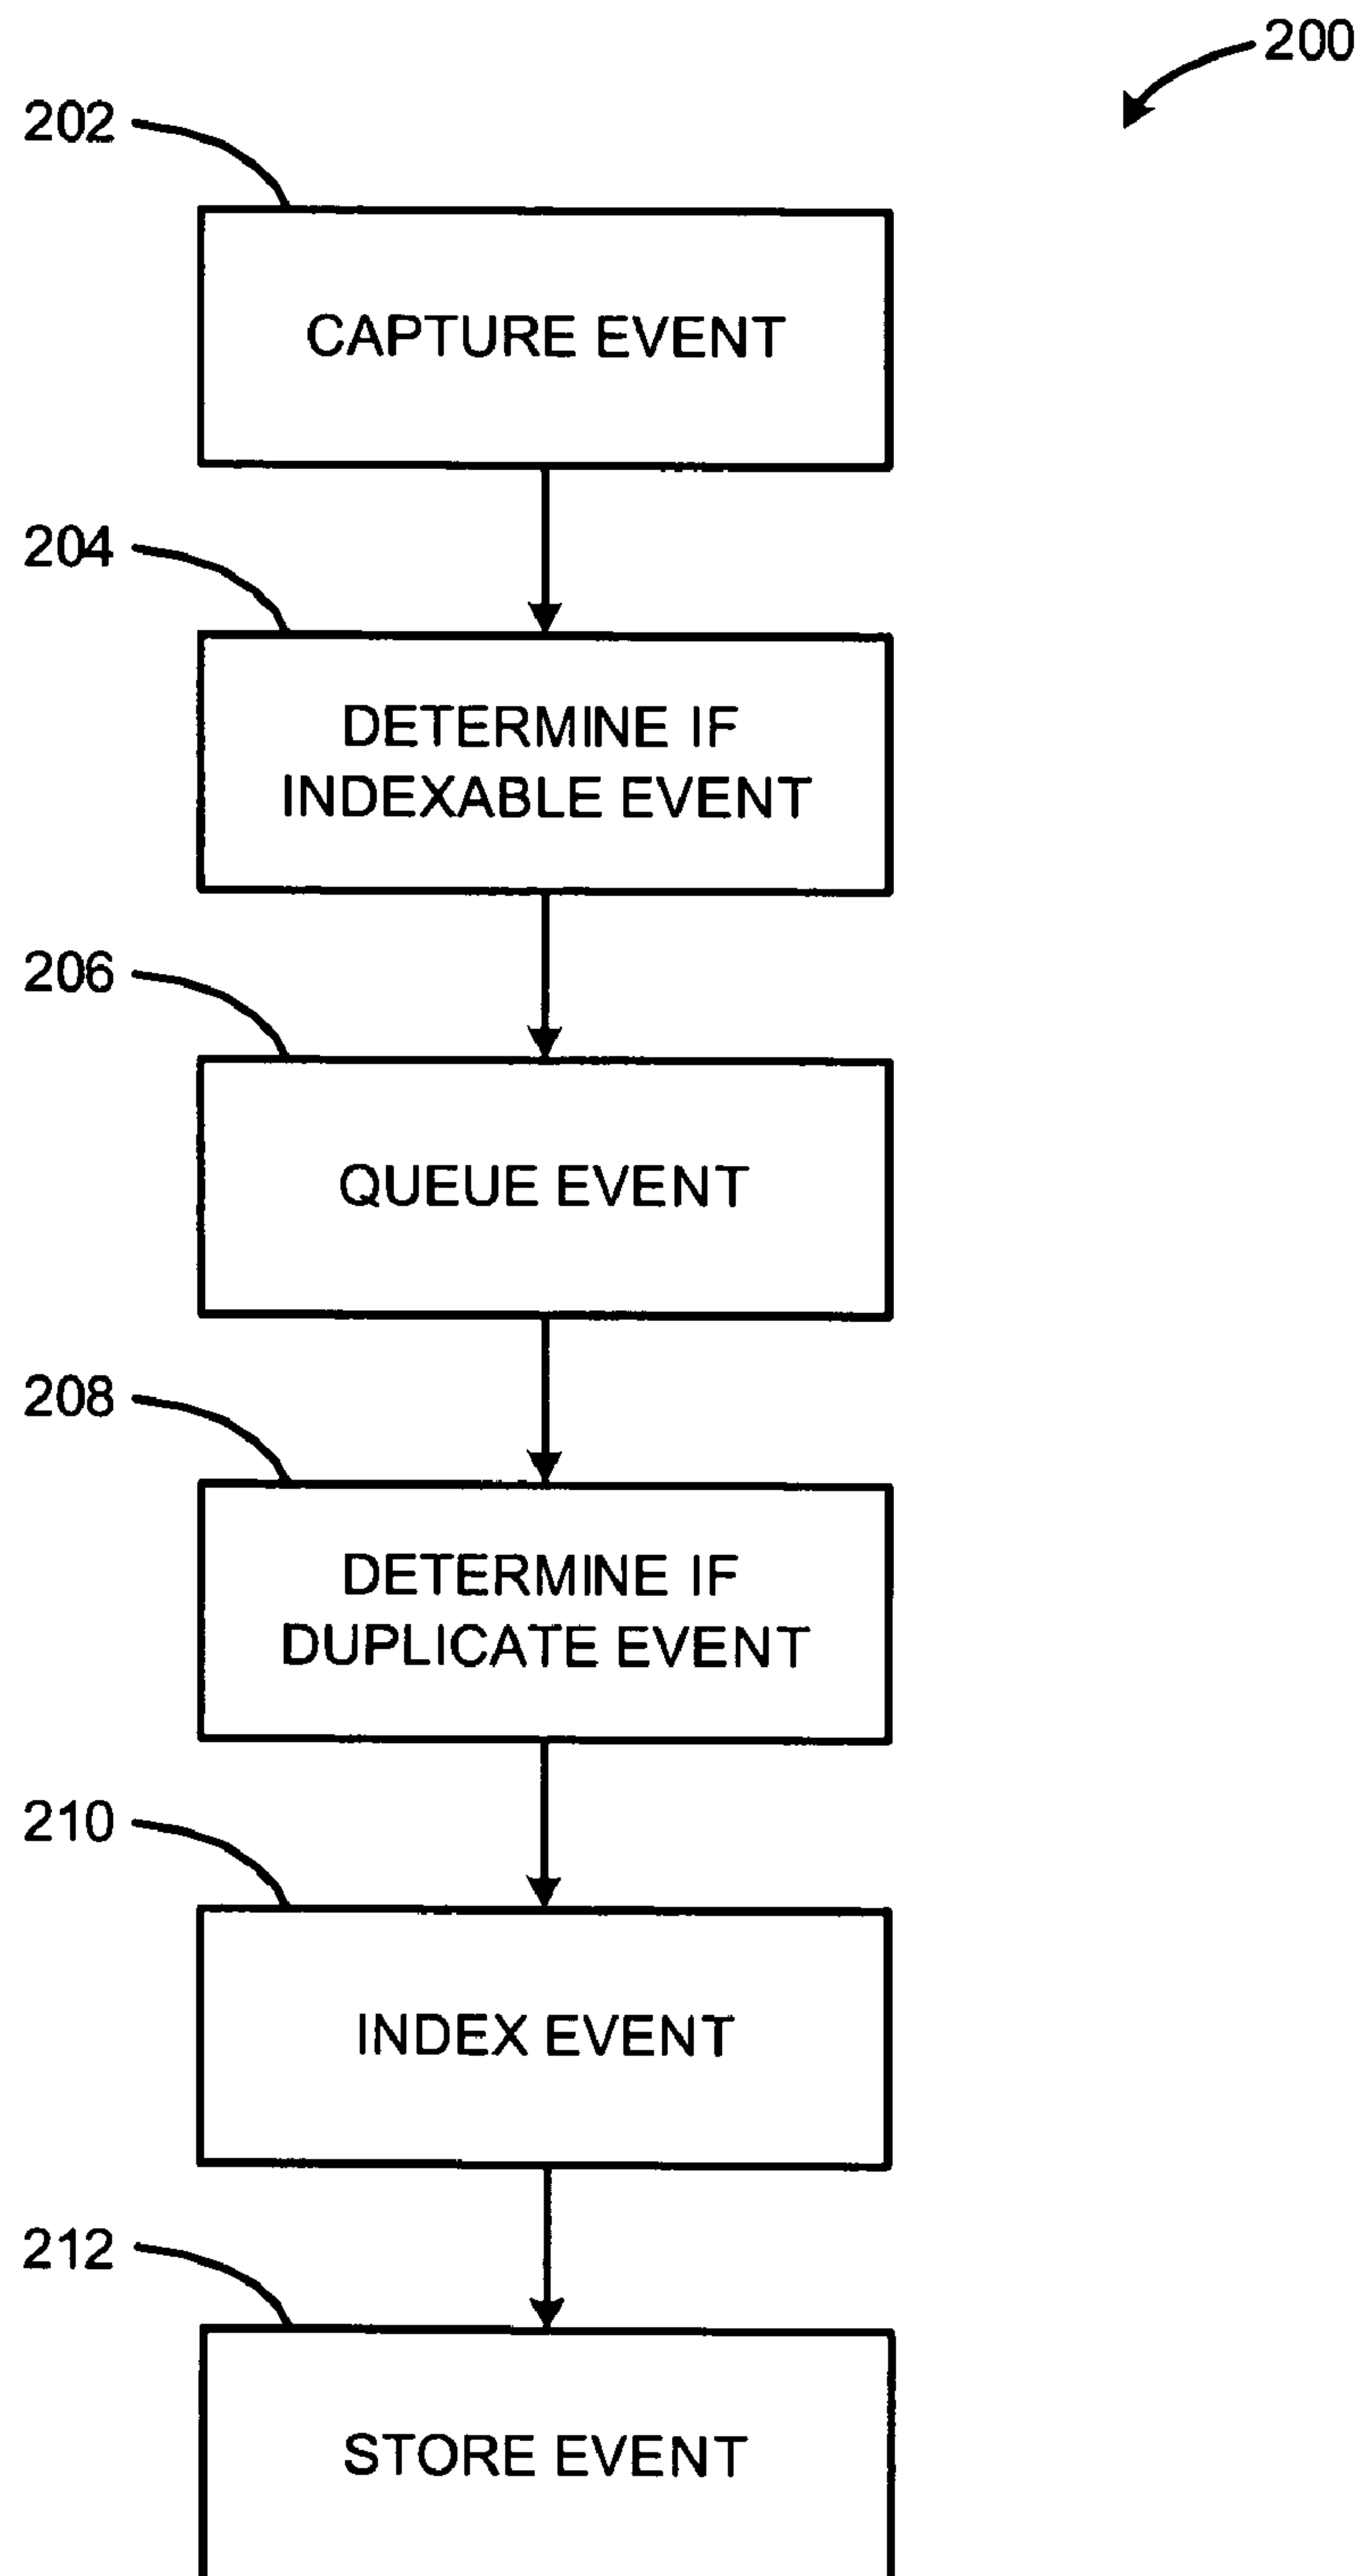 200
202
CAPTURE EVENT
204
DETERMINE IF
INDEXABLE EVENT
206
QUEUE EVENT
208
DETERMINE IF
DUPLICATE EVENT
210
INDEX EVENT
212
STORE EVENT